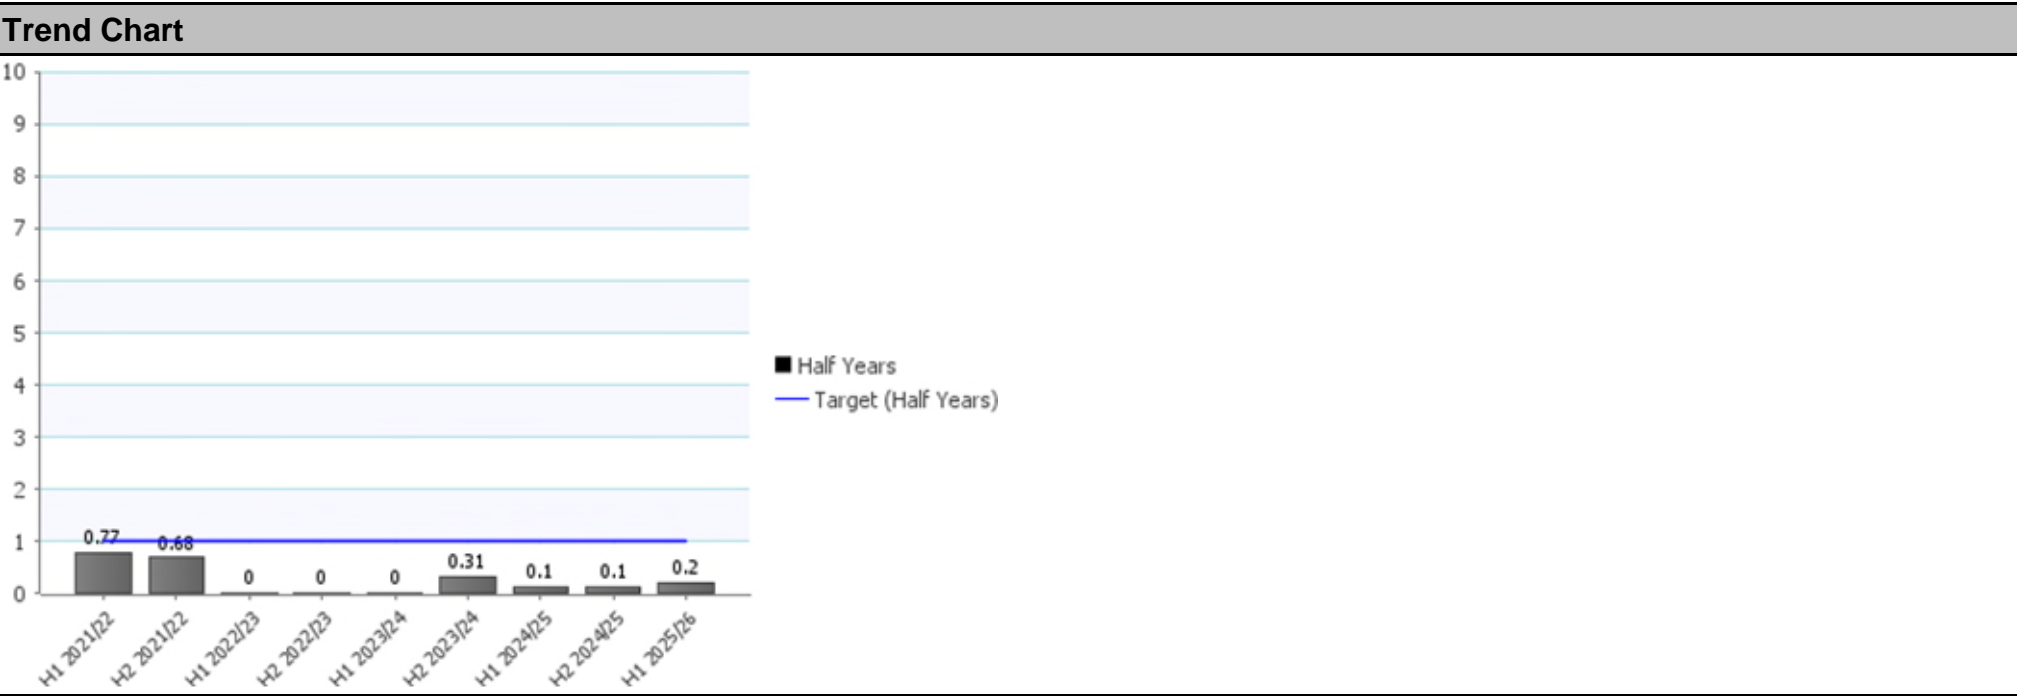 Trend Chart
10
9
8
7
6
5
4
3
2
1
0
0.77
0.68
0
0
0
0.31
0.1
0.1
0.2
H1 2021/22
H2 2021/22
H1 2022/23
H2 2022/23
H1 2023/24
H2 2023/24
H1 2024/25
H2 2024/25
H1 2025/26
Half Years
Target (Half Years)